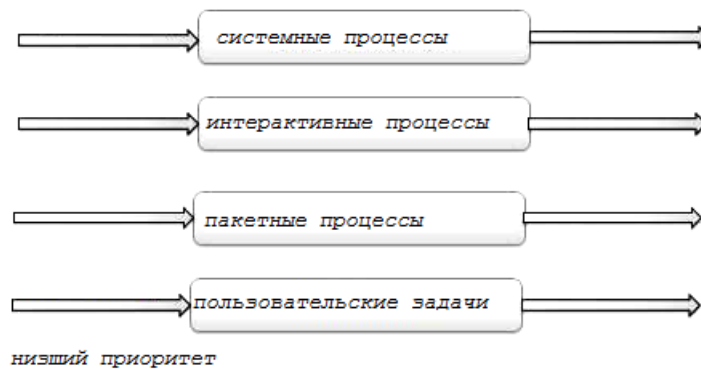 системные процессы
интерактивные процессы
пакетные процессы
пользовательские задачи
низший приоритет